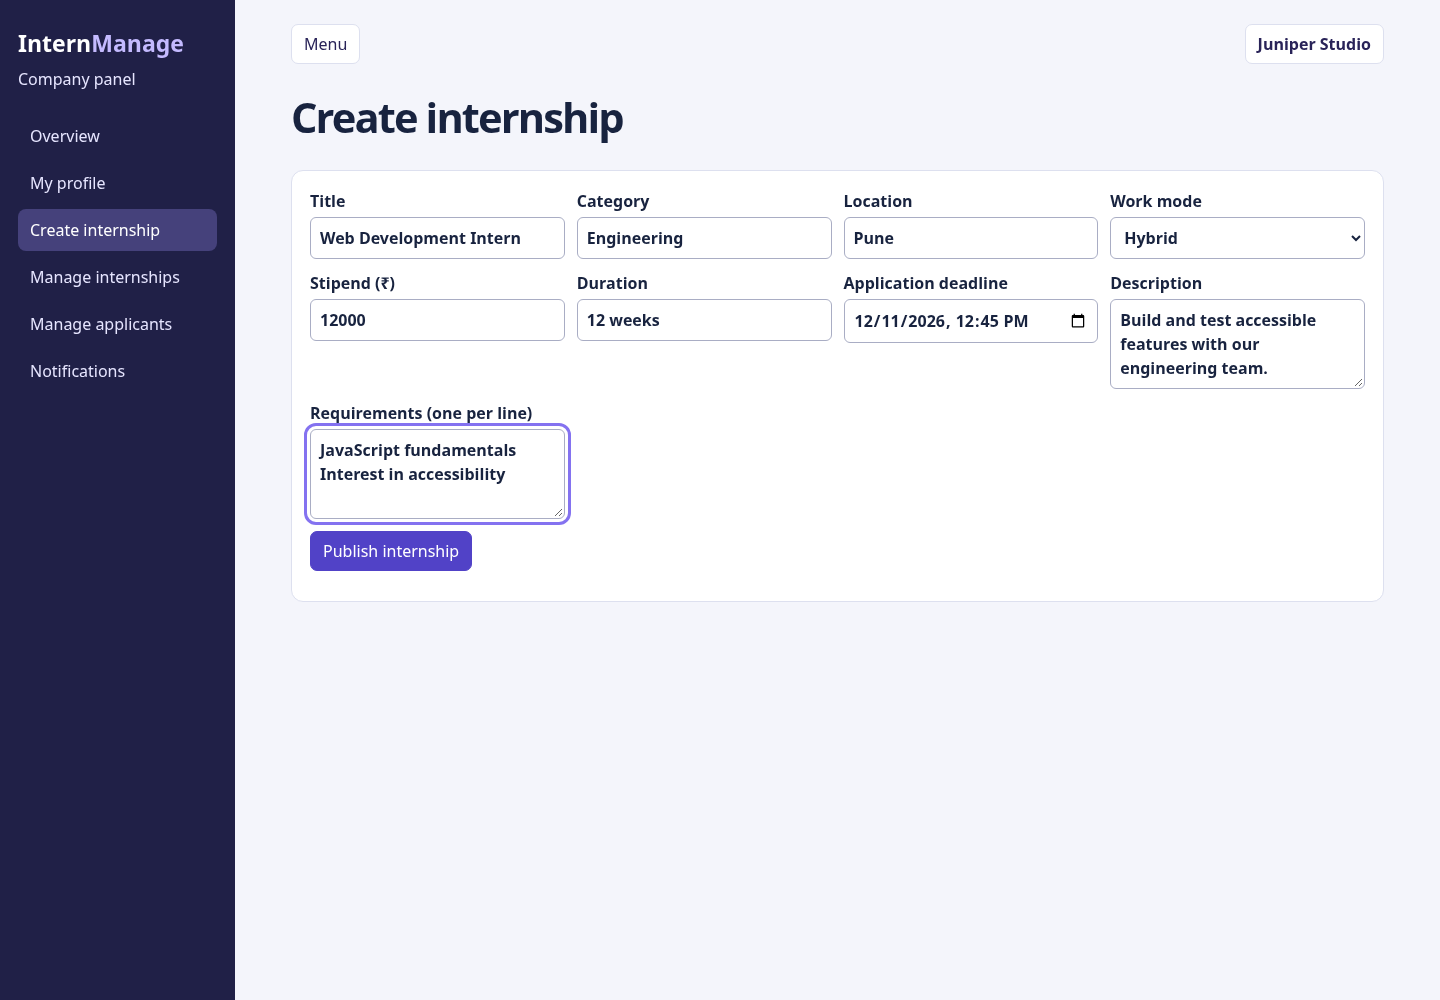 InternManage
Company panel
Overview
My profile
Create internship
Manage internships
Manage applicants
Notifications
Menu
Juniper Studio
Create internship
Title
Web Development Intern
Category
Engineering
Location
Pune
Work mode
Hybrid
Stipend (₹)
12000
Duration
12 weeks
Application deadline
12/11/2026, 12:45 PM
Description
Build and test accessible
features with our
engineering team.
Requirements (one per line)
JavaScript fundamentals
Interest in accessibility
Publish internship